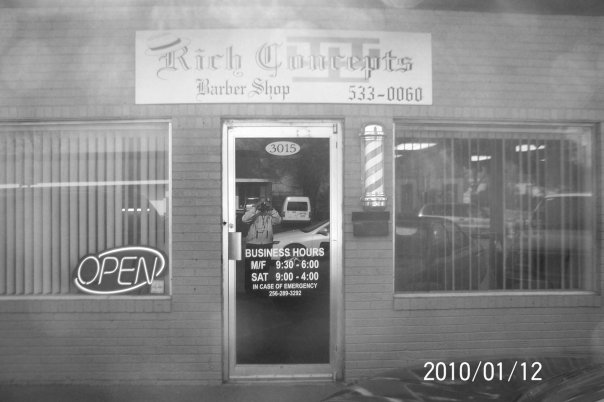 Rich Concepts
Barber Shop 533-0060
3015
OPEN
BUSINESS HOURS
M/F 9:30 - 6:00
SAT 9:00 - 4:00
IN CASE OF EMERGENCY
256-289-3292
2010/01/12